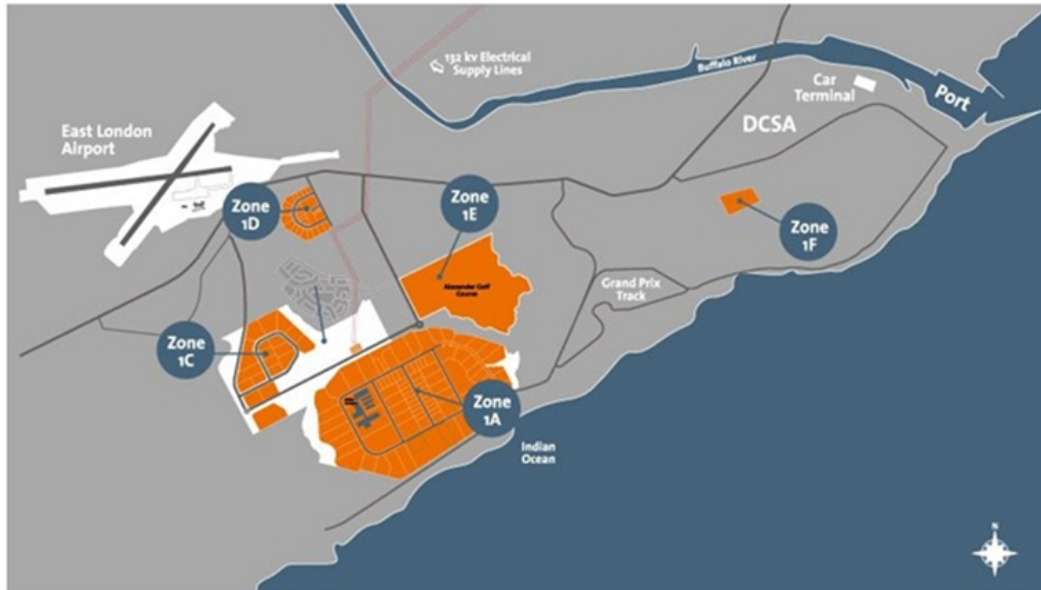 132 kv Electrical
Supply Lines
Buffalo River
Car
Terminal
Port
DCSA
East London
Airport
Zone
1D
Zone
1E
Zone
1F
Alexander Golf
Course
Grand Prix
Track
Zone
1C
Zone
1A
Indian
Ocean
N